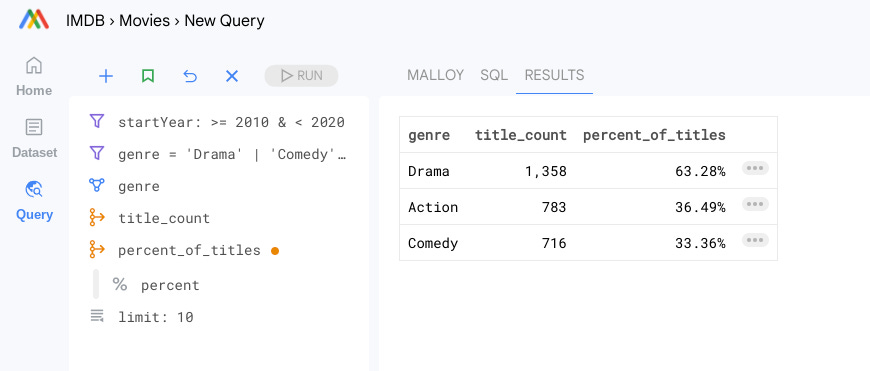 IMDB › Movies › New Query
Home
Dataset
Query
RUN
startYear: >= 2010 & < 2020
genre = 'Drama' | 'Comedy'…
genre
title_count
percent_of_titles
% percent
limit: 10
MALLOY SQL RESULTS
genre title_count percent_of_titles
Drama 1,358 63.28%
Action 783 36.49%
Comedy 716 33.36%